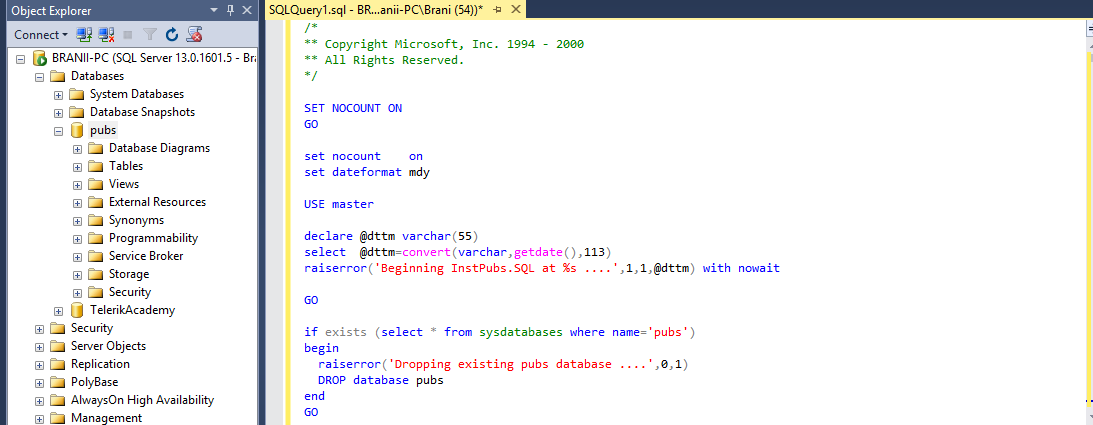 Object Explorer
Connect
BRANII-PC (SQL Server 13.0.1601.5 - Bra
Databases
System Databases
Database Snapshots
pubs
Database Diagrams
Tables
Views
External Resources
Synonyms
Programmability
Service Broker
Storage
Security
TelerikAcademy
Security
Server Objects
Replication
PolyBase
AlwaysOn High Availability
Management
SQLQuery1.sql - BR...anii-PC\Brani (54))*
/*
** Copyright Microsoft, Inc. 1994 - 2000
** All Rights Reserved.
*/
SET NOCOUNT ON
GO
set nocount    on
set dateformat mdy
USE master
declare @dttm varchar(55)
select  @dttm=convert(varchar,getdate(),113)
raiserror('Beginning InstPubs.SQL at %s ....',1,1,@dttm) with nowait
GO
if exists (select * from sysdatabases where name='pubs')
begin
  raiserror('Dropping existing pubs database ....',0,1)
  DROP database pubs
end
GO